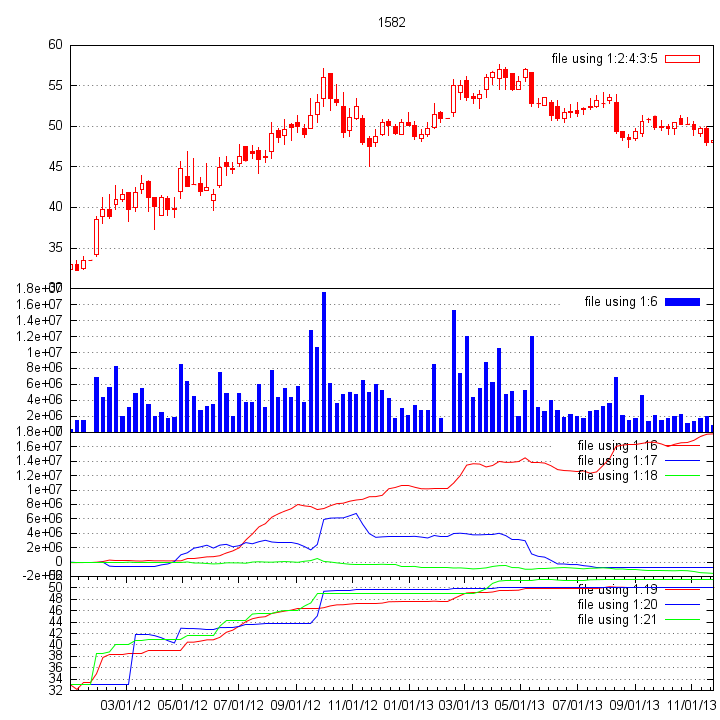 1582
60
file using 1:2:4:3:5
55
50
45
40
35
30
1.8e+07
file using 1:6
1.6e+07
1.4e+07
1.2e+07
1e+07
8e+06
6e+06
4e+06
2e+06
0
1.8e+07
file using 1:16
1.6e+07
file using 1:17
1.4e+07
file using 1:18
1.2e+07
1e+07
8e+06
6e+06
4e+06
2e+06
0
-2e+06
52
50
file using 1:19
48
file using 1:20
46
file using 1:21
44
42
40
38
36
34
32
03/01/12 05/01/12 07/01/12 09/01/12 11/01/12 01/01/13 03/01/13 05/01/13 07/01/13 09/01/13 11/01/13